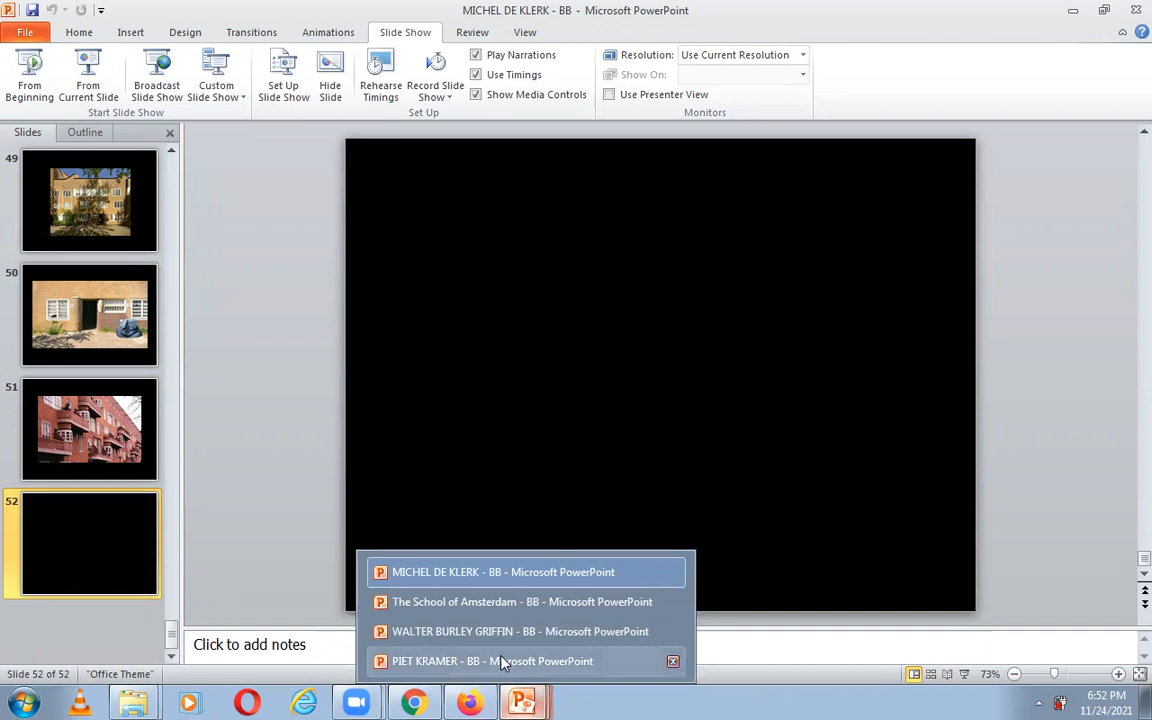 MICHEL DE KLERK - BB - Microsoft PowerPoint
File Home Insert Design Transitions Animations Slide Show Review View
From Beginning
From Current Slide
Broadcast Slide Show
Custom Slide Show
Start Slide Show
Set Up Slide Show
Hide Slide
Rehearse Timings
Record Slide Show
Play Narrations
Use Timings
Show Media Controls
Set Up
Resolution: Use Current Resolution
Show On:
Use Presenter View
Monitors
Slides Outline
49
50
51
52
MICHEL DE KLERK - BB - Microsoft PowerPoint
The School of Amsterdam - BB - Microsoft PowerPoint
WALTER BURLEY GRIFFIN - BB - Microsoft PowerPoint
PIET KRAMER - BB - Microsoft PowerPoint
Click to add notes
Slide 52 of 52 "Office Theme" 73%
6:52 PM
11/24/2021